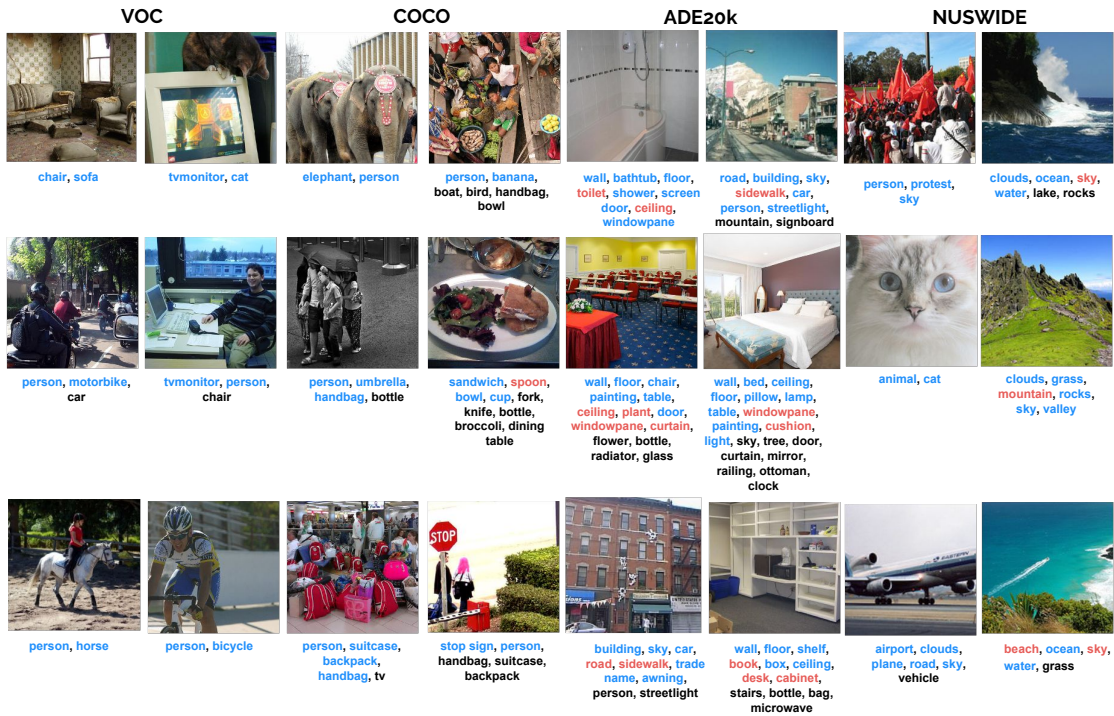 VOC
COCO
ADE20k
NUSWIDE
chair, sofa
tvmonitor, cat
elephant, person
person, banana,
boat, bird, handbag,
bowl
wall, bathtub, floor,
toilet, shower, screen
door, ceiling,
windowpane
road, building, sky,
sidewalk, car,
person, streetlight,
mountain, signboard
person, protest,
sky
clouds, ocean, sky,
water, lake, rocks
person, motorbike,
car
tvmonitor, person,
chair
person, umbrella,
handbag, bottle
sandwich, spoon,
bowl, cup, fork,
knife, bottle,
broccoli, dining
table
wall, floor, chair,
painting, table,
ceiling, plant, door,
windowpane, curtain,
flower, bottle,
radiator, glass
wall, bed, ceiling,
floor, pillow, lamp,
table, windowpane,
painting, cushion,
light, sky, tree, door,
curtain, mirror,
railing, ottoman,
clock
animal, cat
clouds, grass,
mountain, rocks,
sky, valley
STOP
EASTERN
person, horse
person, bicycle
person, suitcase,
backpack,
handbag, tv
stop sign, person,
handbag, suitcase,
backpack
building, sky, car,
road, sidewalk, trade
name, awning,
person, streetlight
wall, floor, shelf,
book, box, ceiling,
desk, cabinet,
stairs, bottle, bag,
microwave
airport, clouds,
plane, road, sky,
vehicle
beach, ocean, sky,
water, grass